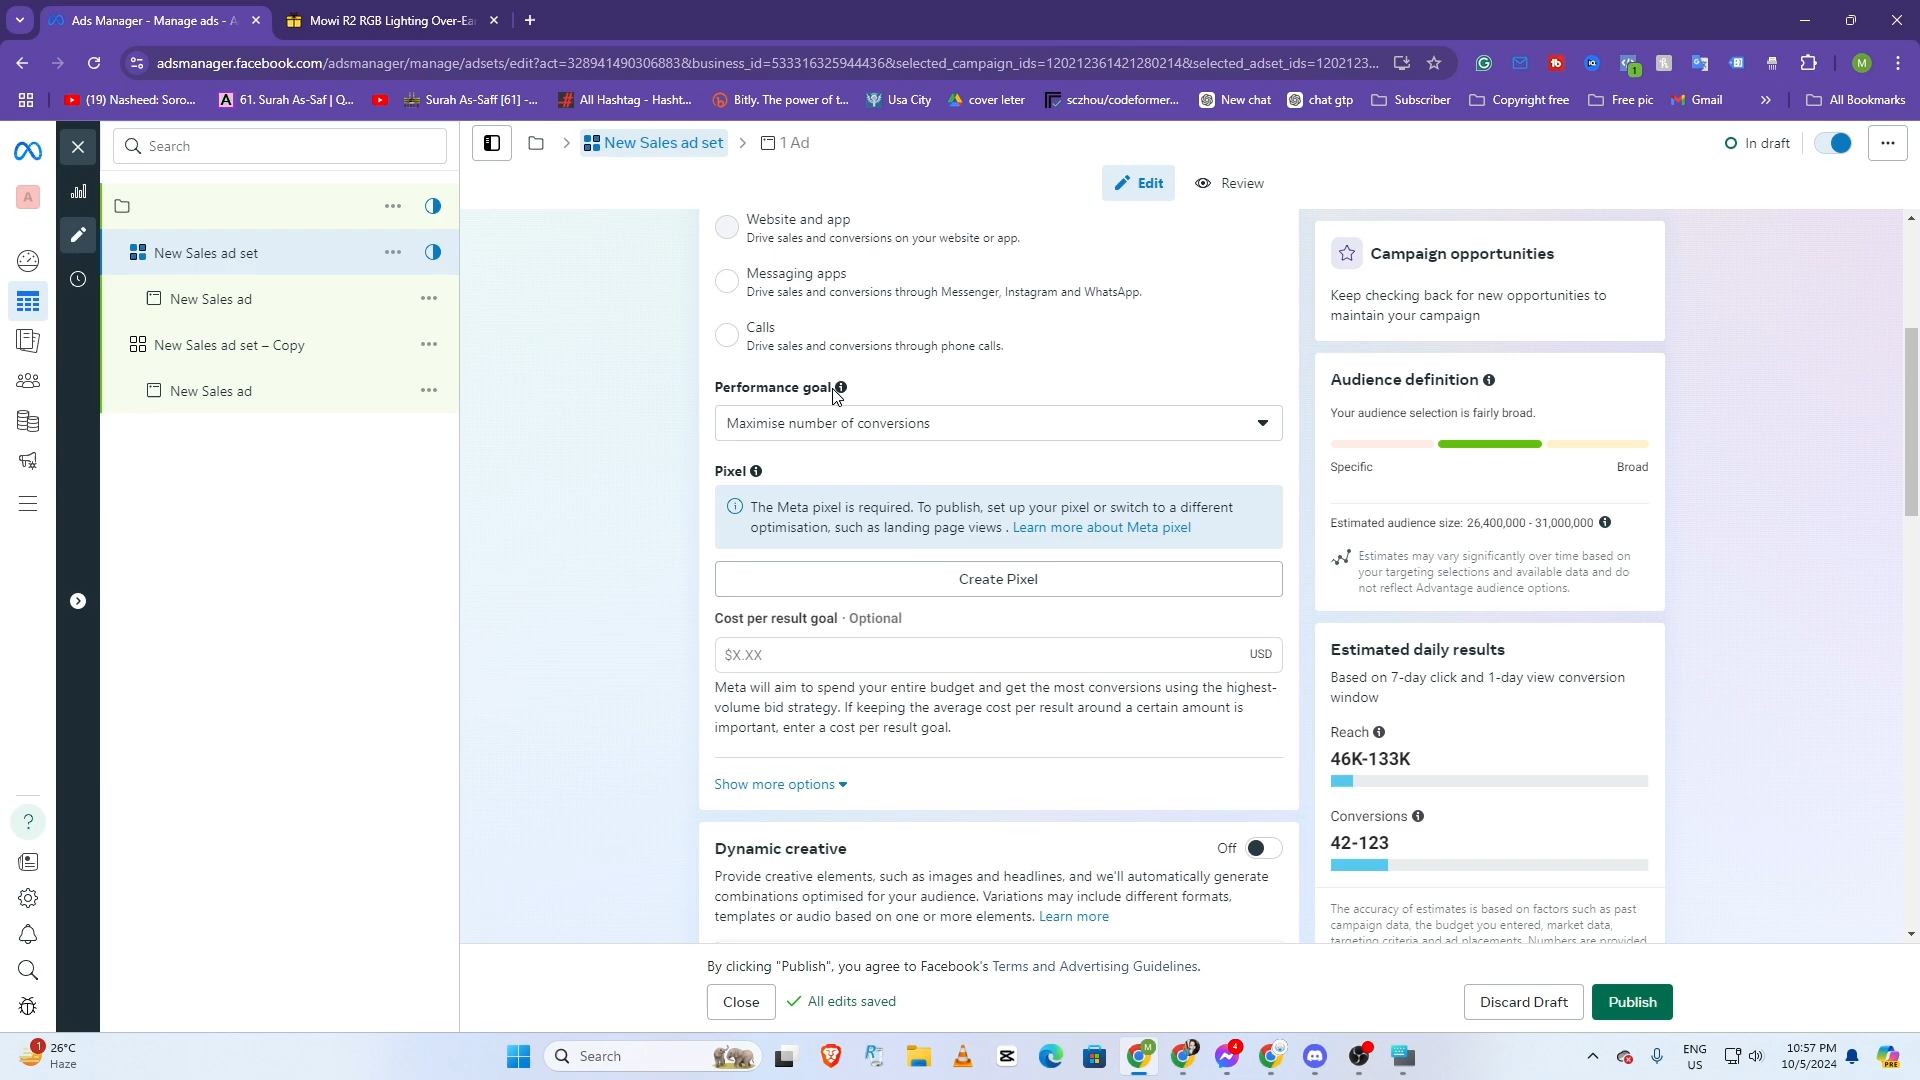 Ads Manager - Manage ads - A
Mowi R2 RGB Lighting Over-Ea
adsmanager.facebook.com/adsmanager/manage/adsets/edit?act=328941490306883&business_id=533316325944436&selected_campaign_ids=120212361421280214&selected_adset_ids=1202123...
1
M
(19) Nasheed: Soro...
61. Surah As-Saf | Q...
Surah As-Saff [61] -...
All Hashtag - Hasht...
Bitly. The power of t...
Usa City
cover leter
sczhou/codeformer...
New chat
chat gtp
Subscriber
Copyright free
Free pic
Gmail
All Bookmarks
A
Search
New Sales ad set
New Sales ad
New Sales ad set – Copy
New Sales ad
New Sales ad set
1 Ad
In draft
Edit
Review
Website and app
Drive sales and conversions on your website or app.
Messaging apps
Drive sales and conversions through Messenger, Instagram and WhatsApp.
Calls
Drive sales and conversions through phone calls.
Performance goal
Maximise number of conversions
Pixel
The Meta pixel is required. To publish, set up your pixel or switch to a different
optimisation, such as landing page views . Learn more about Meta pixel
Create Pixel
Cost per result goal · Optional
$X.XX
USD
Meta will aim to spend your entire budget and get the most conversions using the highest-
volume bid strategy. If keeping the average cost per result around a certain amount is
important, enter a cost per result goal.
Show more options
Dynamic creative
Off
Provide creative elements, such as images and headlines, and we'll automatically generate
combinations optimised for your audience. Variations may include different formats,
templates or audio based on one or more elements. Learn more
Campaign opportunities
Keep checking back for new opportunities to
maintain your campaign
Audience definition
Your audience selection is fairly broad.
Specific
Broad
Estimated audience size: 26,400,000 - 31,000,000
Estimates may vary significantly over time based on
your targeting selections and available data and do
not reflect Advantage audience options.
Estimated daily results
Based on 7-day click and 1-day view conversion
window
Reach
46K-133K
Conversions
42-123
The accuracy of estimates is based on factors such as past
campaign data, the budget you entered, market data,
targeting criteria and ad placements. Numbers are provided
By clicking "Publish", you agree to Facebook's Terms and Advertising Guidelines.
Close
All edits saved
Discard Draft
Publish
1
26°C
Haze
Search
M
4
ENG
US
10:57 PM
10/5/2024
PRE